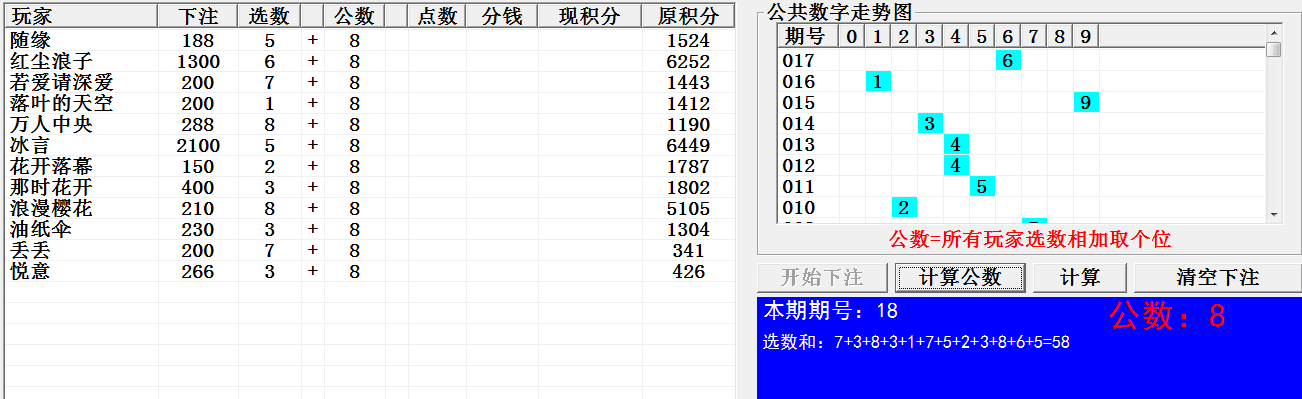 玩家 下注 选数 公数 点数 分钱 现积分 原积分
随缘 188 5 + 8 1524
红尘浪子 1300 6 + 8 6252
若爱请深爱 200 7 + 8 1443
落叶的天空 200 1 + 8 1412
万人中央 288 8 + 8 1190
冰言 2100 5 + 8 6449
花开落幕 150 2 + 8 1787
那时花开 400 3 + 8 1802
浪漫樱花 210 8 + 8 5105
油纸伞 230 3 + 8 1304
丢丢 200 7 + 8 341
悦意 266 3 + 8 426
公共数字走势图
期号 0 1 2 3 4 5 6 7 8 9
017 6
016 1
015 9
014 3
013 4
012 4
011 5
010 2
公数=所有玩家选数相加取个位
开始下注 计算公数 计算 清空下注
本期期号：18
公数：8
选数和：7+3+8+3+1+7+5+2+3+8+6+5=58